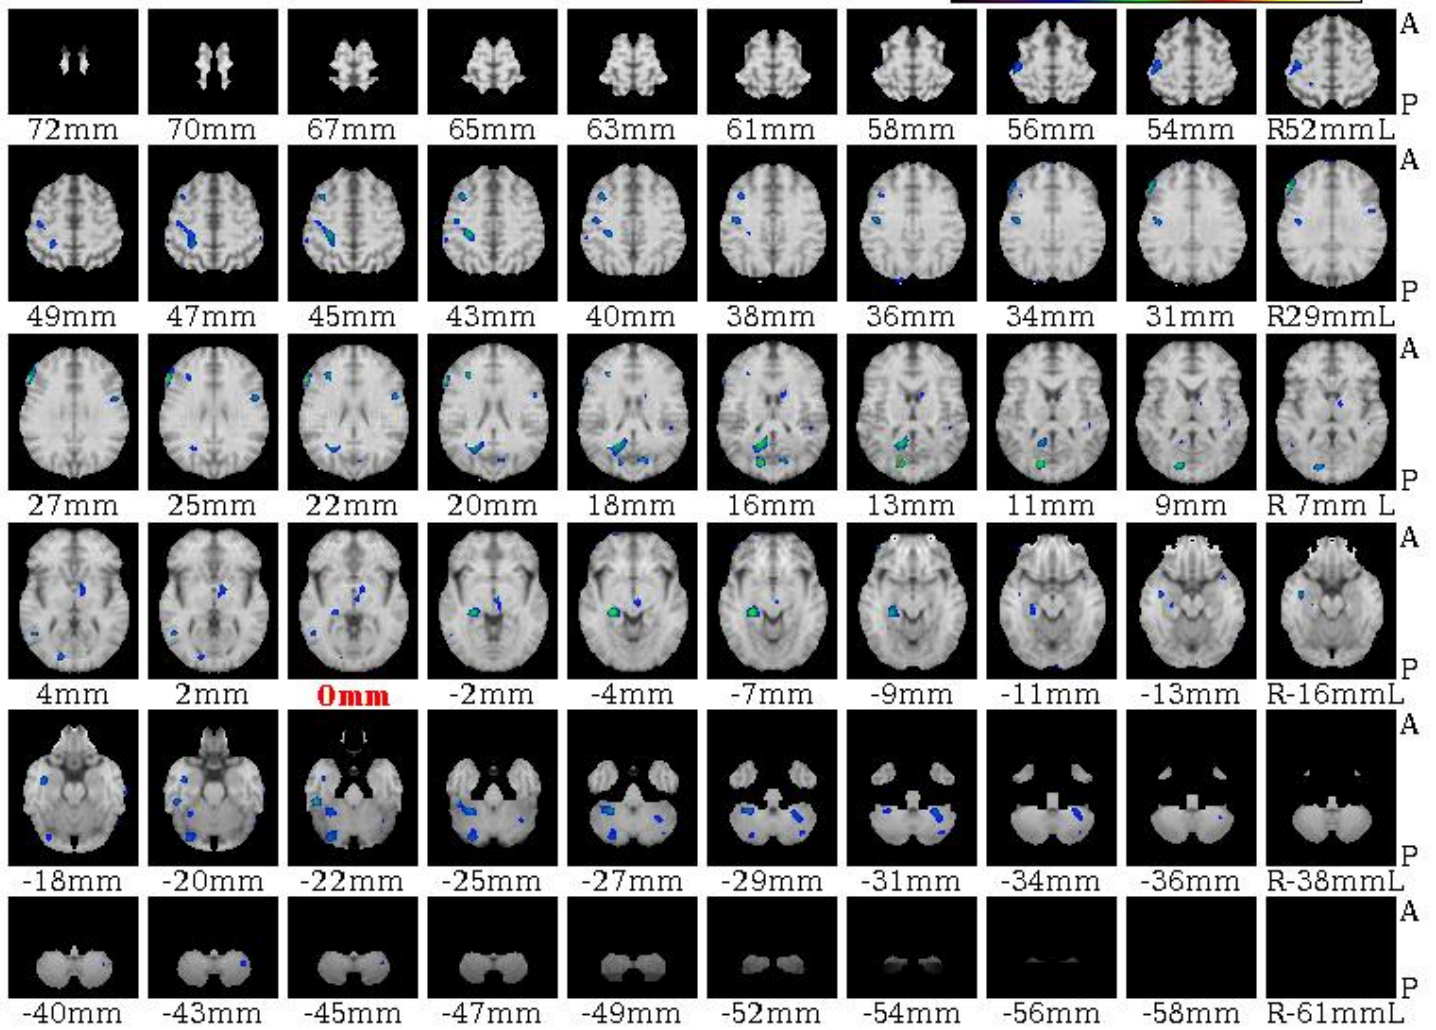 A
P
72mm 70mm 67mm 65mm 63mm 61mm 58mm 56mm 54mm R52mmL
A
P
49mm 47mm 45mm 43mm 40mm 38mm 36mm 34mm 31mm R29mmL
A
P
27mm 25mm 22mm 20mm 18mm 16mm 13mm 11mm 9mm R 7mm L
A
P
4mm 2mm 0mm -2mm -4mm -7mm -9mm -11mm -13mm R-16mmL
A
P
-18mm -20mm -22mm -25mm -27mm -29mm -31mm -34mm -36mm R-38mmL
A
P
-40mm -43mm -45mm -47mm -49mm -52mm -54mm -56mm -58mm R-61mmL